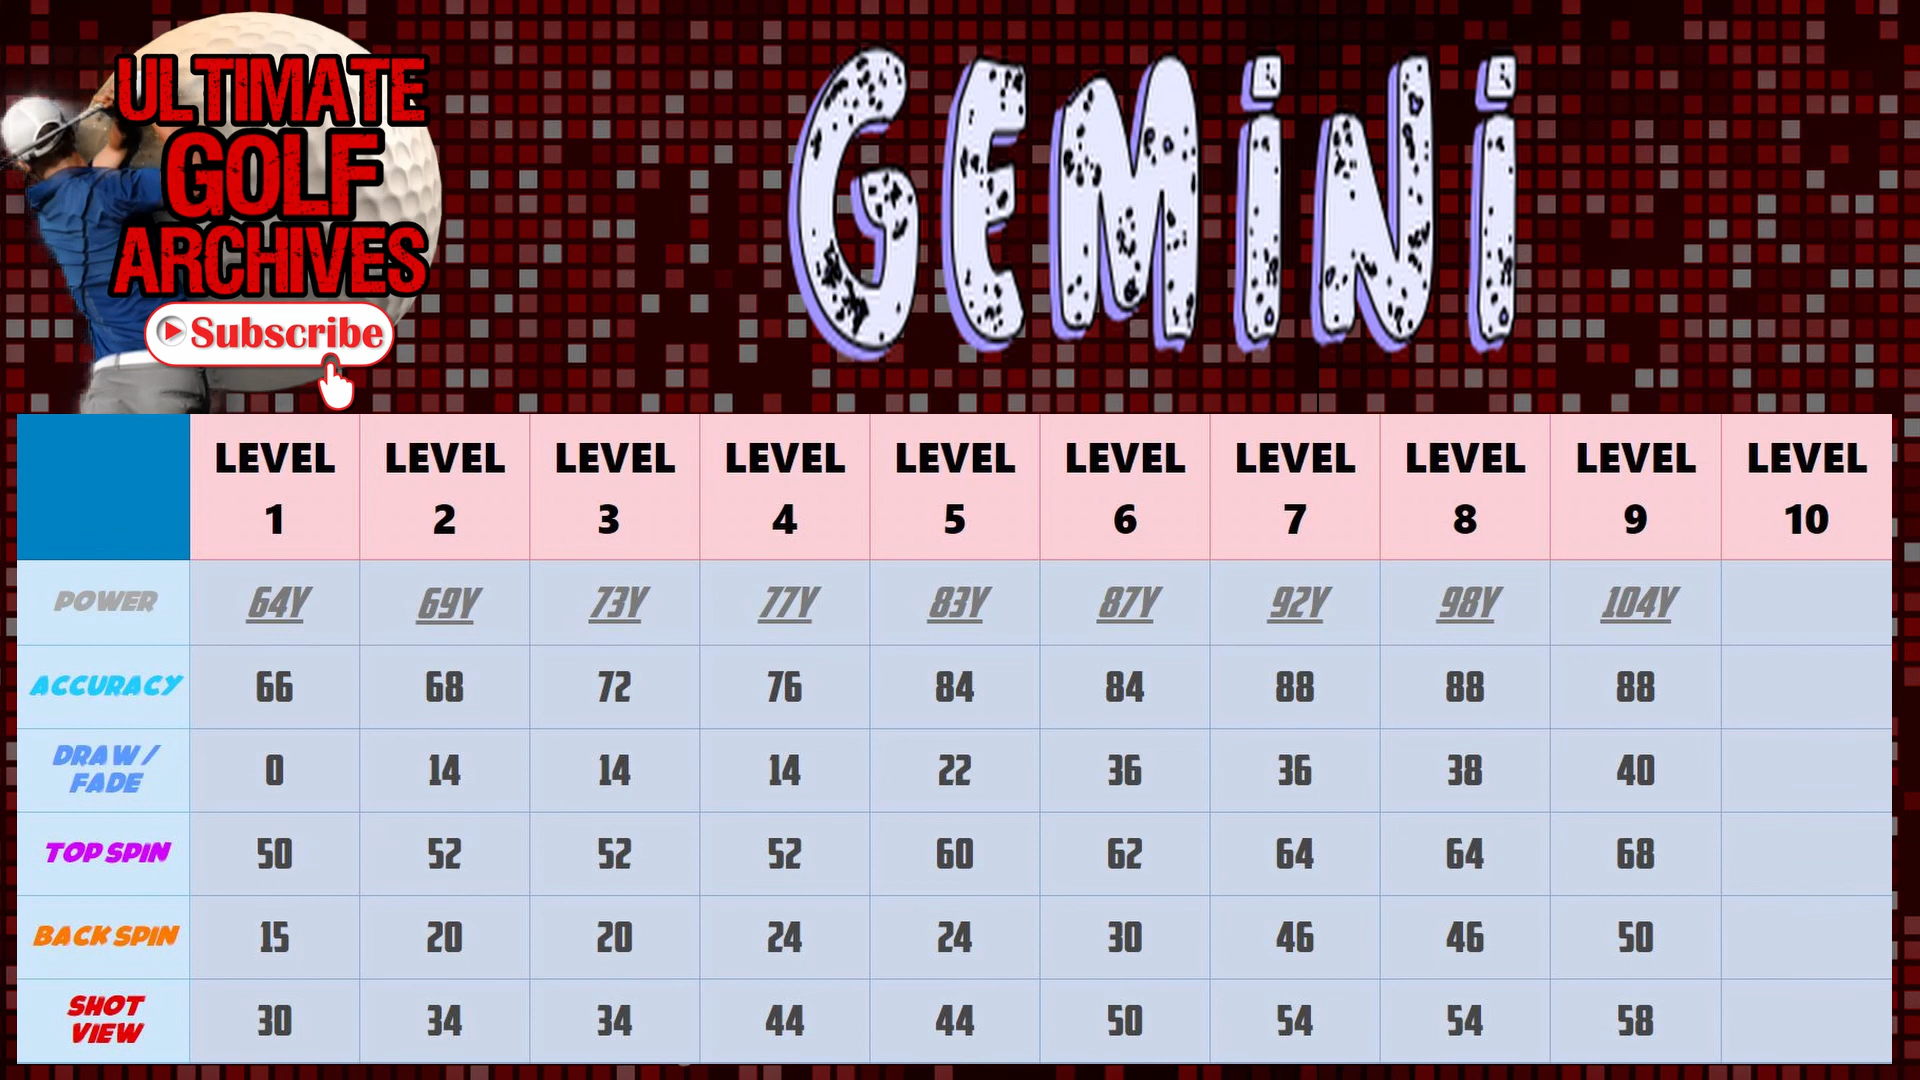 ULTIMATE
GOLF
ARCHIVES
Subscribe
GEMiNi
LEVEL 1 LEVEL 2 LEVEL 3 LEVEL 4 LEVEL 5 LEVEL 6 LEVEL 7 LEVEL 8 LEVEL 9 LEVEL 10
POWER 64Y 69Y 73Y 77Y 83Y 87Y 92Y 98Y 104Y
ACCURACY 66 68 72 76 84 84 88 88 88
DRAW / FADE 0 14 14 14 22 36 36 38 40
TOP SPIN 50 52 52 52 60 62 64 64 68
BACK SPIN 15 20 20 24 24 30 46 46 50
SHOT VIEW 30 34 34 44 44 50 54 54 58